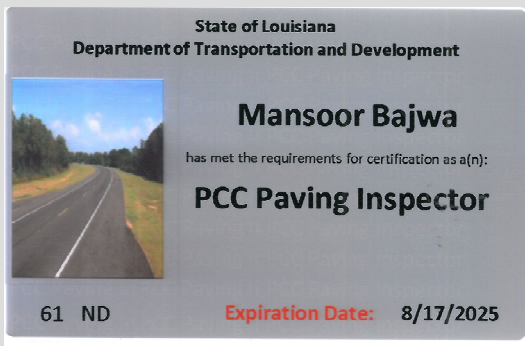 State of Louisiana
Department of Transportation and Development
Mansoor Bajwa
has met the requirements for certification as a(n):
PCC Paving Inspector
61 ND
Expiration Date: 8/17/2025